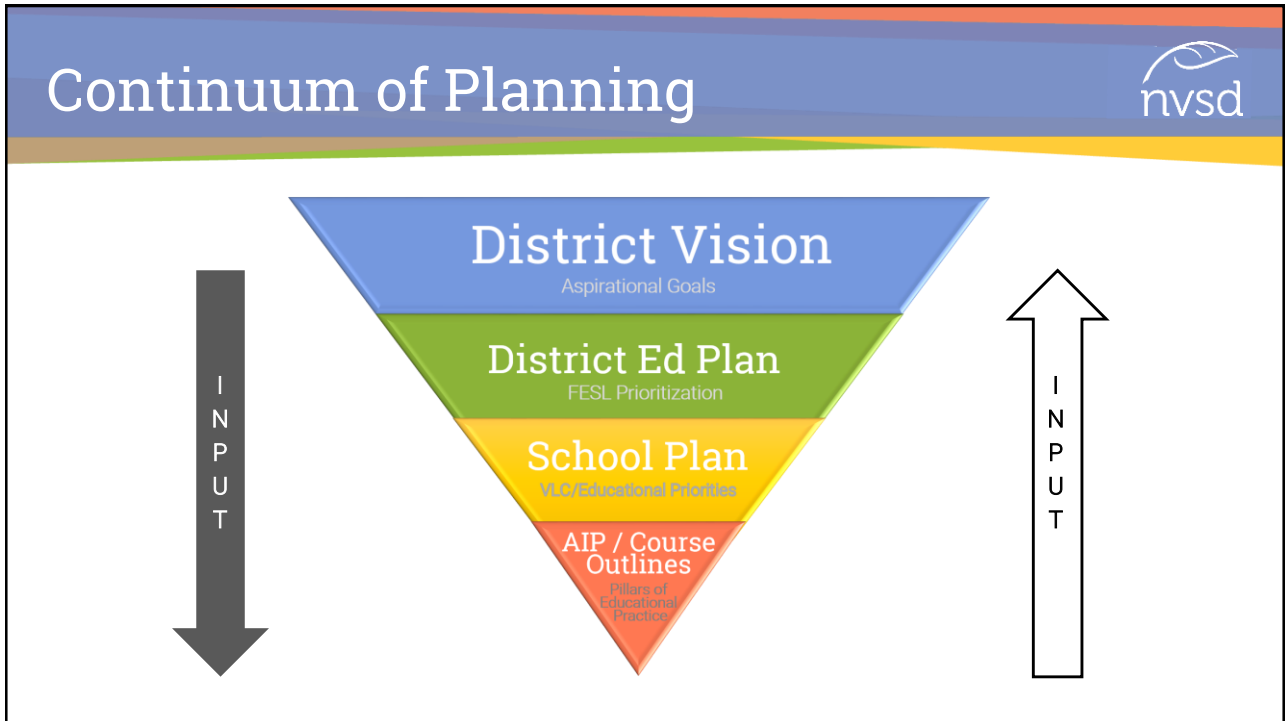 Continuum of Planning
nvsd
District Vision
Aspirational Goals
District Ed Plan
FESL Prioritization
School Plan
VLC/Educational Priorities
AIP / Course
Outlines
Pillars of
Educational
Practice
I
N
P
U
T
I
N
P
U
T